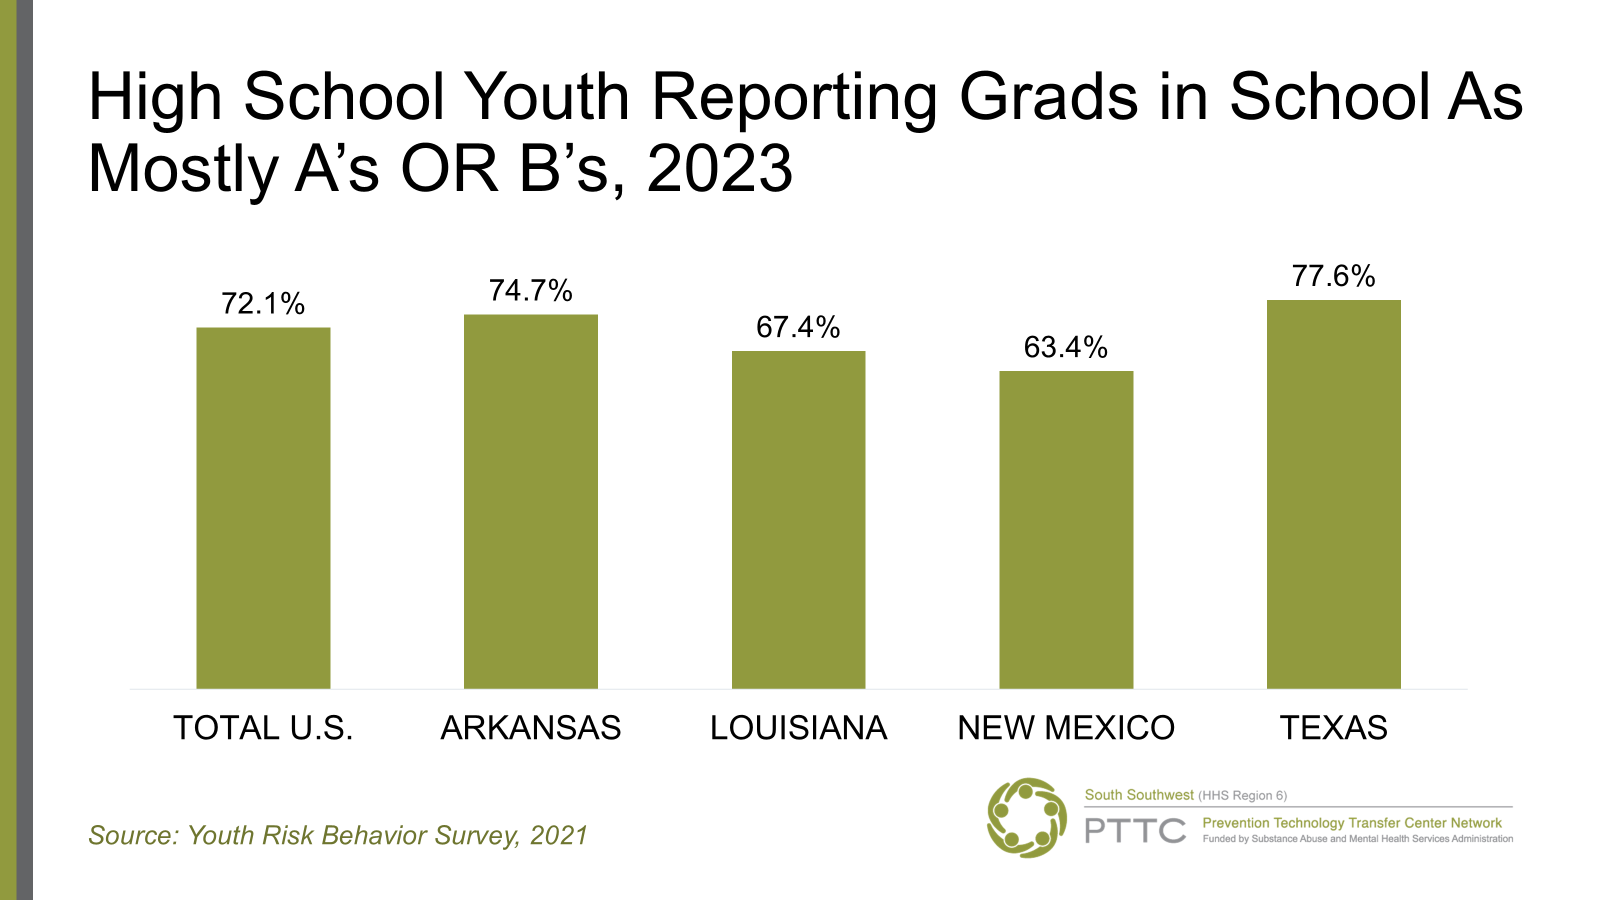 High School Youth Reporting Grads in School As
Mostly A’s OR B’s, 2023
72.1%
74.7%
67.4%
63.4%
77.6%
TOTAL U.S.
ARKANSAS
LOUISIANA
NEW MEXICO
TEXAS
Source: Youth Risk Behavior Survey, 2021
South Southwest (HHS Region 6)
PTTC
Prevention Technology Transfer Center Network
Funded by Substance Abuse and Mental Health Services Administration